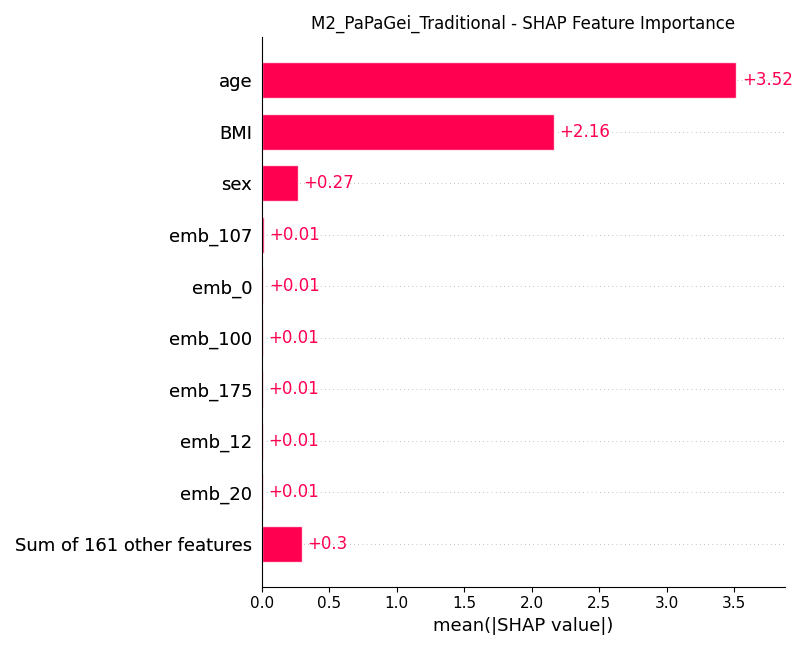 M2_PaPaGei_Traditional - SHAP Feature Importance
age +3.52
BMI +2.16
sex +0.27
emb_107 +0.01
emb_0 +0.01
emb_100 +0.01
emb_175 +0.01
emb_12 +0.01
emb_20 +0.01
Sum of 161 other features +0.3
0.0 0.5 1.0 1.5 2.0 2.5 3.0 3.5
mean(|SHAP value|)